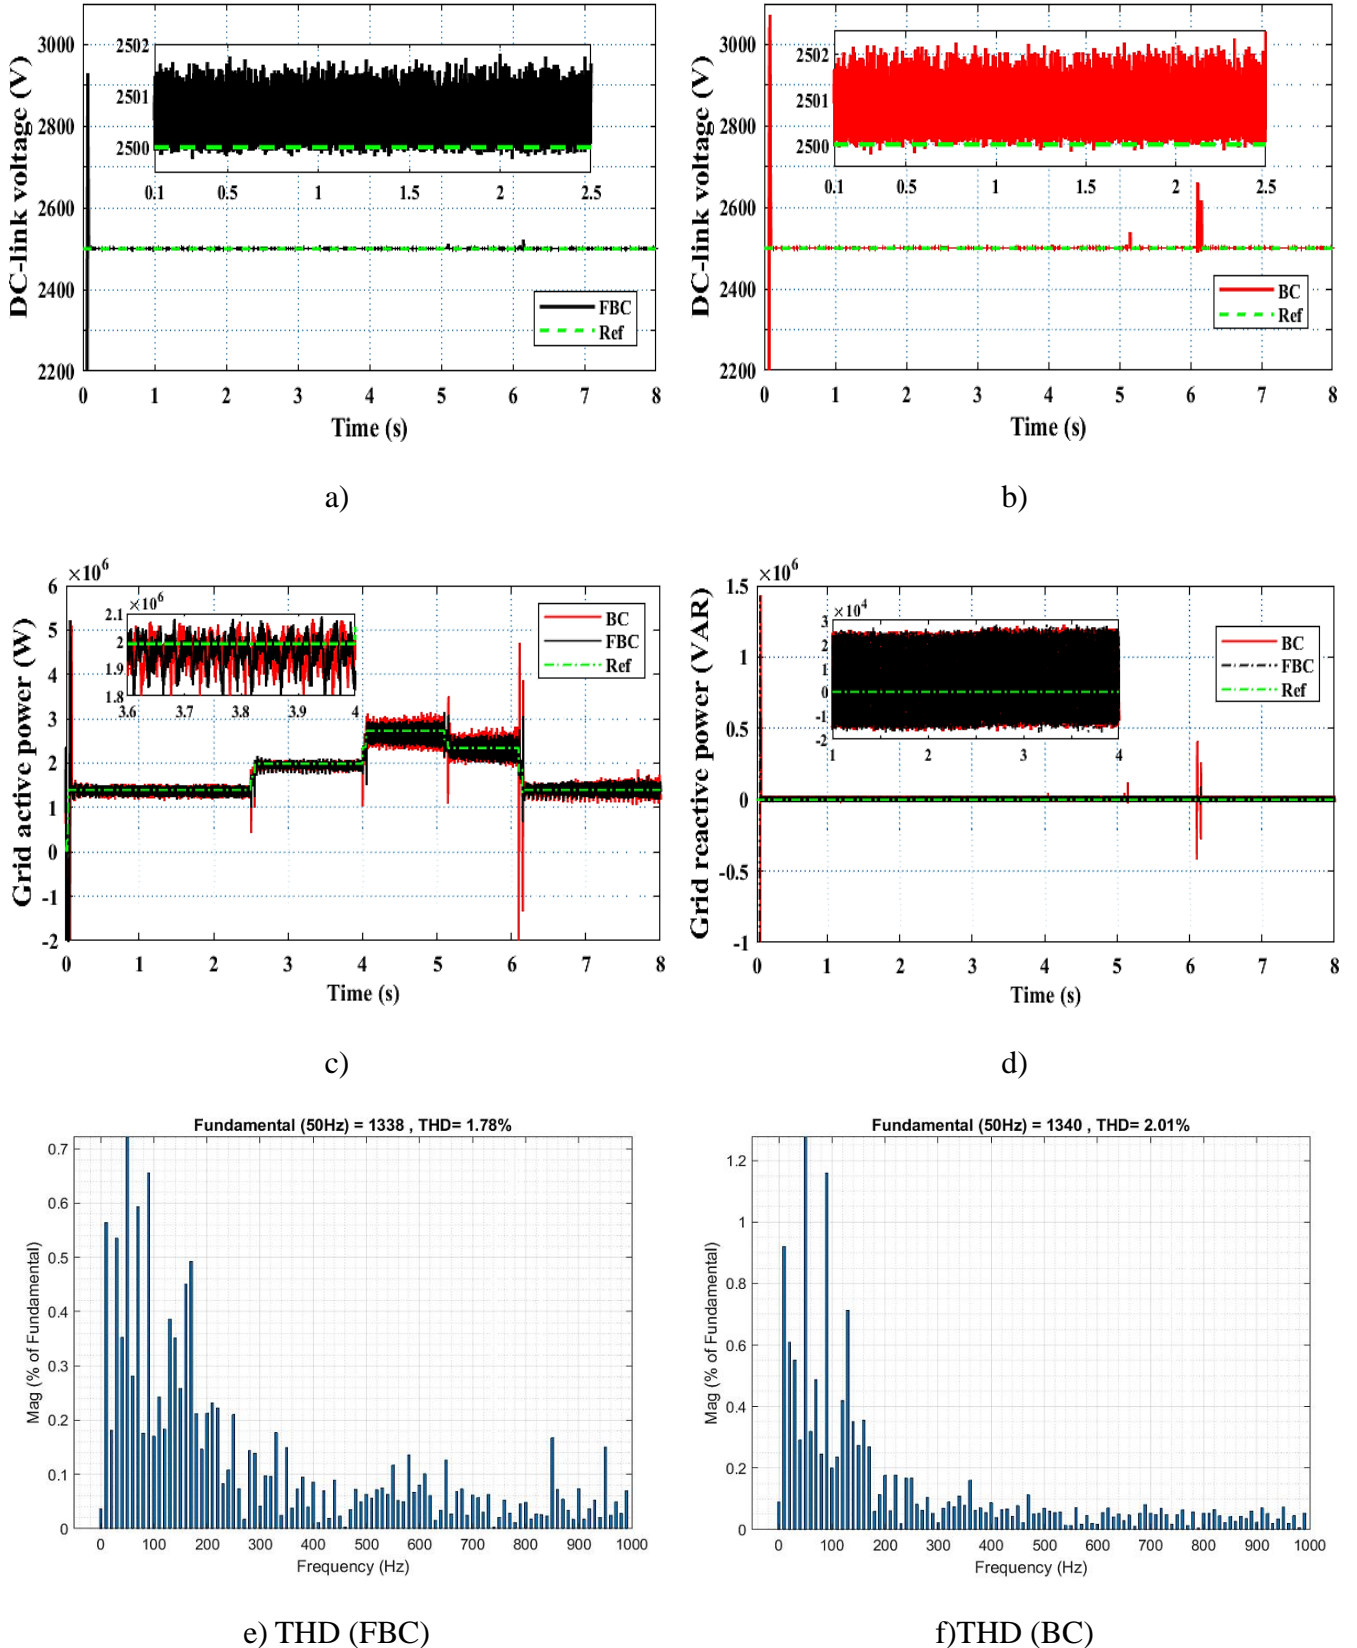 3000
2800
2600
2500
2400
2200
DC-link voltage (V)
2502
2501
2500
0.1 0.5 1 1.5 2 2.5
FBC
Ref
0 1 2 3 4 5 6 7 8
Time (s)
a)
3000
2800
2600
2500
2400
2200
DC-link voltage (V)
2502
2501
2500
0.1 0.5 1 1.5 2 2.5
BC
Ref
0 1 2 3 4 5 6 7 8
Time (s)
b)
×10⁶
6
5
4
3
2
1
0
-1
-2
Grid active power (W)
×10⁶
2.1
2
1.9
1.8
3.6 3.7 3.8 3.9 4
BC
FBC
Ref
0 1 2 3 4 5 6 7 8
Time (s)
c)
×10⁶
1.5
1
0.5
0
-0.5
-1
Grid reactive power (VAR)
×10⁴
3
2
1
0
-1
-2
1 2 3 4
BC
FBC
Ref
0 1 2 3 4 5 6 7 8
Time (s)
d)
Fundamental (50Hz) = 1338 , THD= 1.78%
0.7
0.6
0.5
0.4
0.3
0.2
0.1
0
Mag (% of Fundamental)
0 100 200 300 400 500 600 700 800 900 1000
Frequency (Hz)
e) THD (FBC)
Fundamental (50Hz) = 1340 , THD= 2.01%
1.2
1
0.8
0.6
0.4
0.2
0
Mag (% of Fundamental)
0 100 200 300 400 500 600 700 800 900 1000
Frequency (Hz)
f)THD (BC)